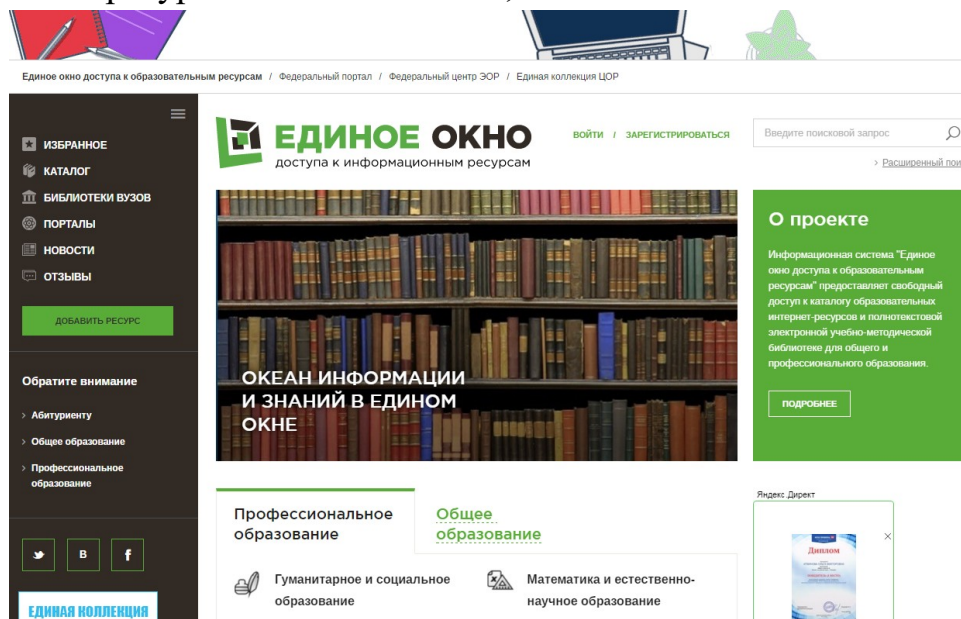 Единое окно доступа к образовательным ресурсам / Федеральный портал / Федеральный центр ЭОР / Единая коллекция ЦОР
ИЗБРАННОЕ
КАТАЛОГ
БИБЛИОТЕКИ ВУЗОВ
ПОРТАЛЫ
НОВОСТИ
ОТЗЫВЫ
ДОБАВИТЬ РЕСУРС
Обратите внимание
> Абитуриенту
> Общее образование
> Профессиональное
образование
В f
ЕДИНАЯ КОЛЛЕКЦИЯ
ЕДИНОЕ ОКНО
доступа к информационным ресурсам
ВОЙТИ / ЗАРЕГИСТРИРОВАТЬСЯ
Введите поисковой запрос
> Расширенный пои
ОКЕАН ИНФОРМАЦИИ
И ЗНАНИЙ В ЕДИНОМ
ОКНЕ
О проекте
Информационная система "Единое
окно доступа к образовательным
ресурсам" предоставляет свободный
доступ к каталогу образовательных
интернет-ресурсов и полнотекстовой
электронной учебно-методической
библиотеке для общего и
профессионального образования.
ПОДРОБНЕЕ
Профессиональное
образование
Общее
образование
Гуманитарное и социальное
образование
Математика и естественно-
научное образование
Яндекс.Директ
Диплом